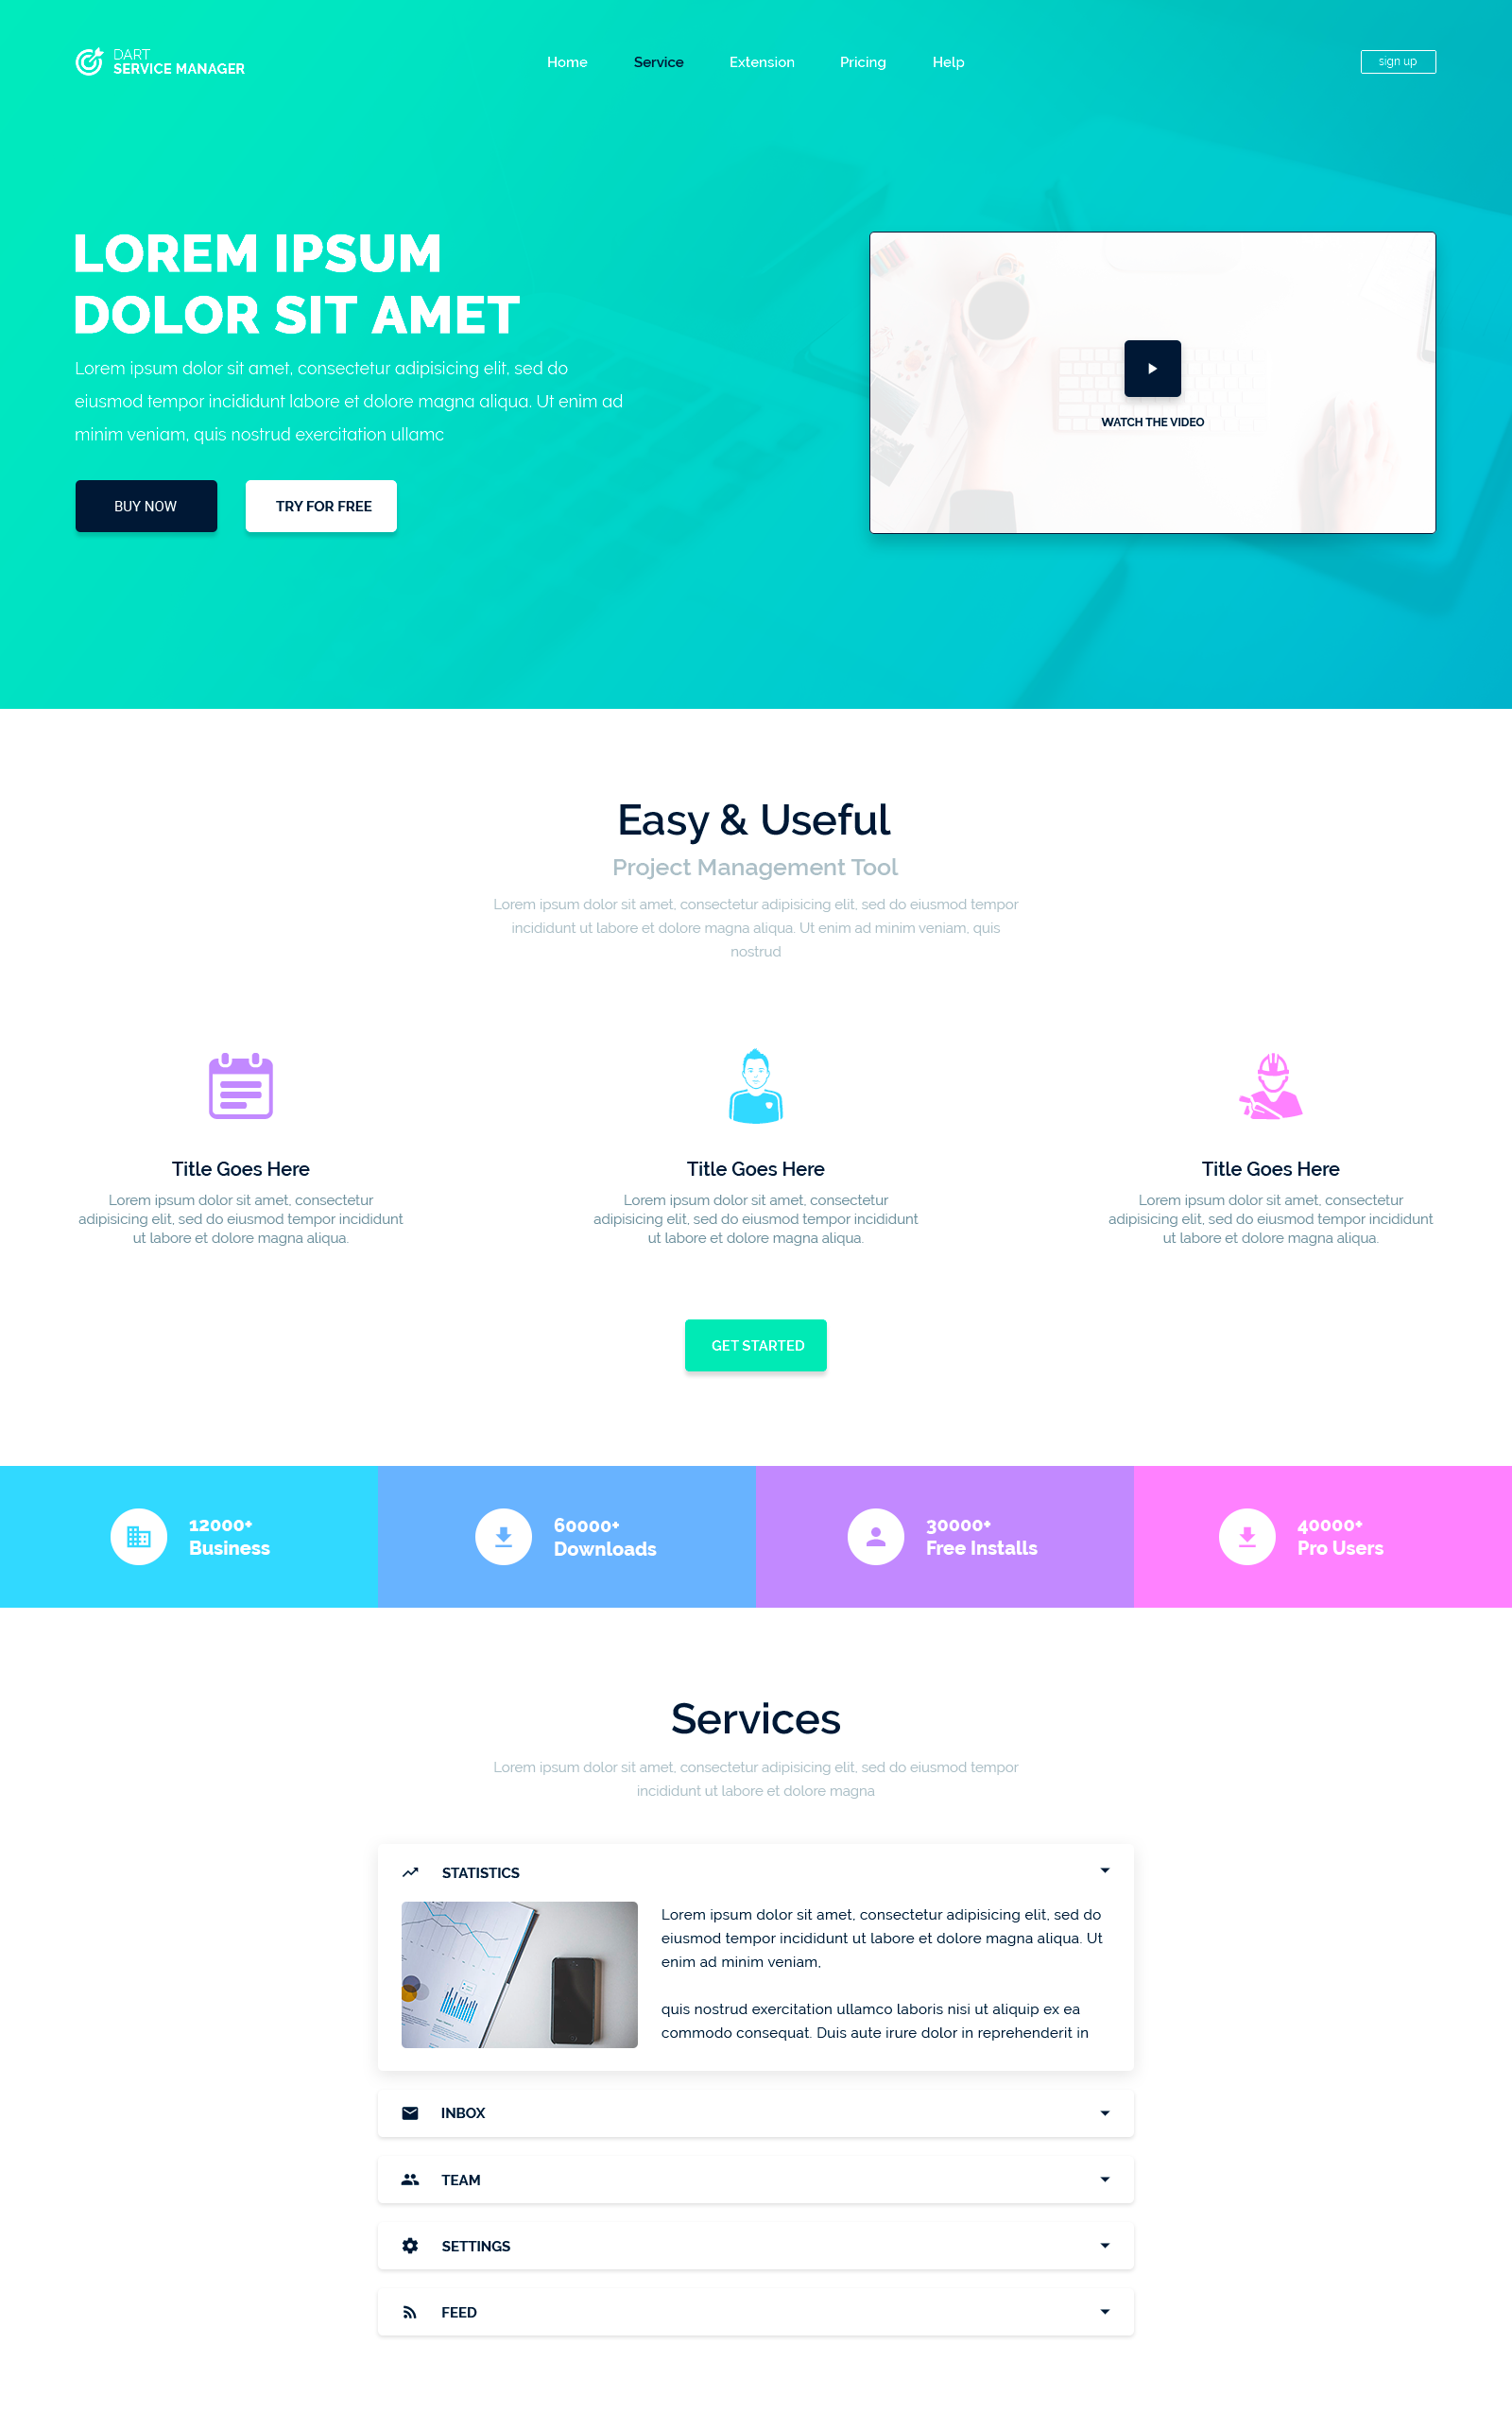 DART
SERVICE MANAGER
Home Service Extension Pricing Help
sign up
LOREM IPSUM
DOLOR SIT AMET
Lorem ipsum dolor sit amet, consectetur adipisicing elit, sed do
eiusmod tempor incididunt labore et dolore magna aliqua. Ut enim ad
minim veniam, quis nostrud exercitation ullamc
BUY NOW
TRY FOR FREE
WATCH THE VIDEO
Easy & Useful
Project Management Tool
Lorem ipsum dolor sit amet, consectetur adipisicing elit, sed do eiusmod tempor
incididunt ut labore et dolore magna aliqua. Ut enim ad minim veniam, quis
nostrud
Title Goes Here
Lorem ipsum dolor sit amet, consectetur
adipisicing elit, sed do eiusmod tempor incididunt
ut labore et dolore magna aliqua.
Title Goes Here
Lorem ipsum dolor sit amet, consectetur
adipisicing elit, sed do eiusmod tempor incididunt
ut labore et dolore magna aliqua.
Title Goes Here
Lorem ipsum dolor sit amet, consectetur
adipisicing elit, sed do eiusmod tempor incididunt
ut labore et dolore magna aliqua.
GET STARTED
12000+
Business
60000+
Downloads
30000+
Free Installs
40000+
Pro Users
Services
Lorem ipsum dolor sit amet, consectetur adipisicing elit, sed do eiusmod tempor
incididunt ut labore et dolore magna
STATISTICS
Lorem ipsum dolor sit amet, consectetur adipisicing elit, sed do
eiusmod tempor incididunt ut labore et dolore magna aliqua. Ut
enim ad minim veniam,
quis nostrud exercitation ullamco laboris nisi ut aliquip ex ea
commodo consequat. Duis aute irure dolor in reprehenderit in
INBOX
TEAM
SETTINGS
FEED